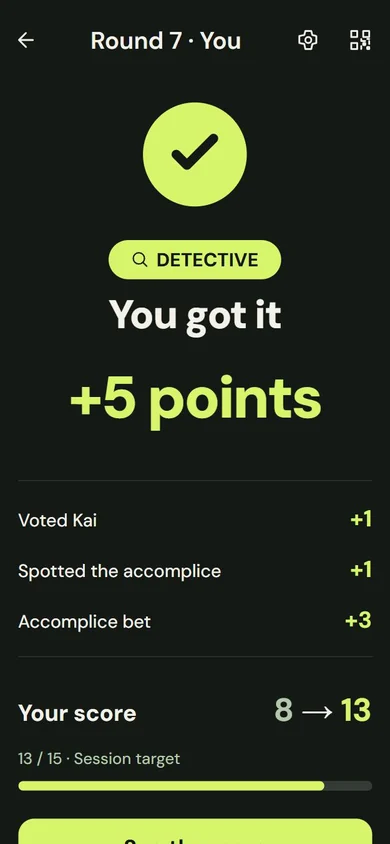 Round 7 · You
DETECTIVE
You got it
+5 points
Voted Kai +1
Spotted the accomplice +1
Accomplice bet +3
Your score 8 → 13
13 / 15 · Session target